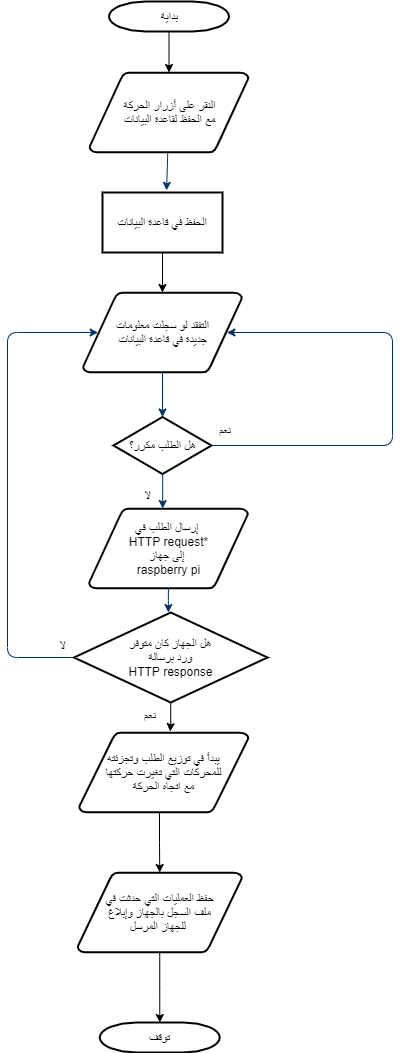 بداية
النقر على أزرار الحركة
مع الحفظ لقاعدة البيانات
الحفظ في قاعدة البيانات
التفقد لو سجلت معلومات
جديدة في قاعدة البيانات
هل الطلب مكرر؟
نعم
لا
إرسال الطلب في
HTTP request*
إلى جهاز
raspberry pi
هل الجهاز كان متوفر
ورد برسالة
HTTP response
لا
نعم
يبدأ في توزيع الطلب وتجزئته
للمحركات التي تغيرت حركتها
مع اتجاه الحركة
حفظ العمليات التي حدثت في
ملف السجل بالجهاز وإبلاغ
للجهاز المرسل
توقف